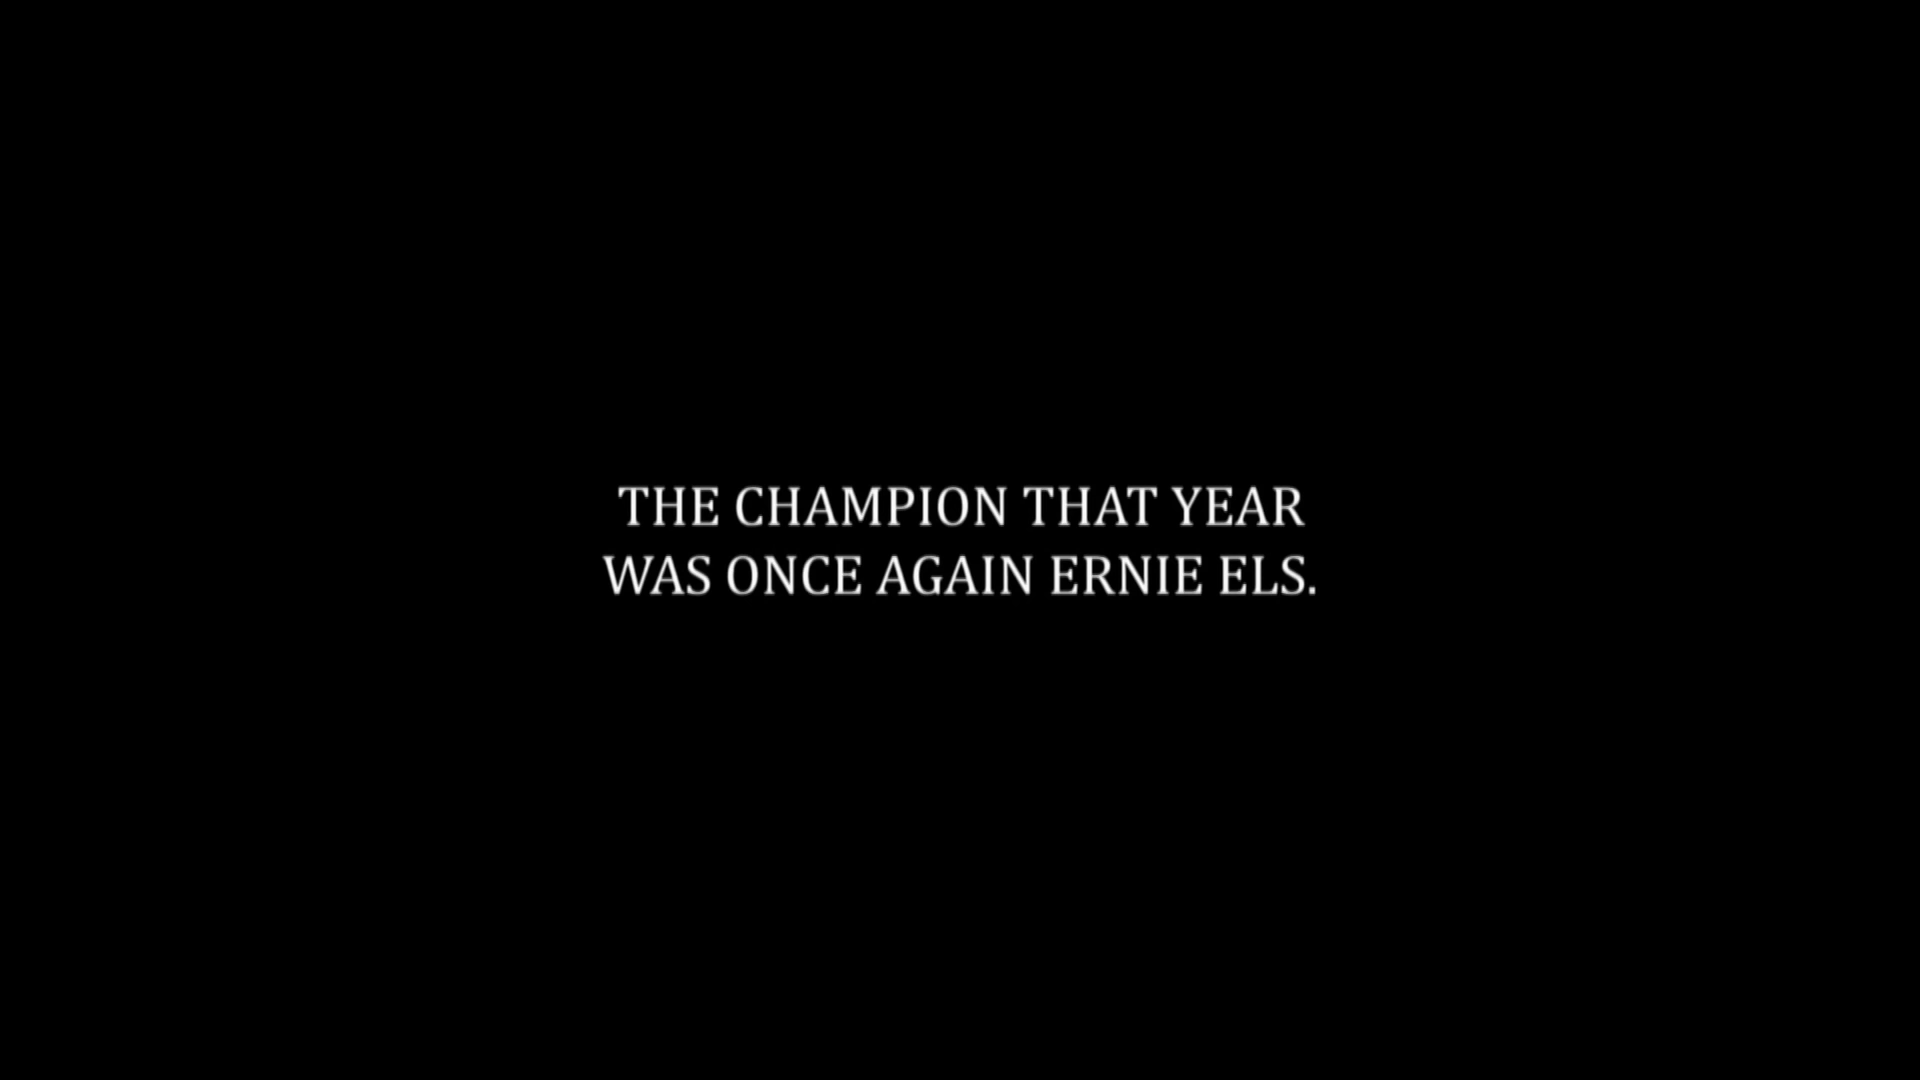 THE CHAMPION THAT YEAR
WAS ONCE AGAIN ERNIE ELS.